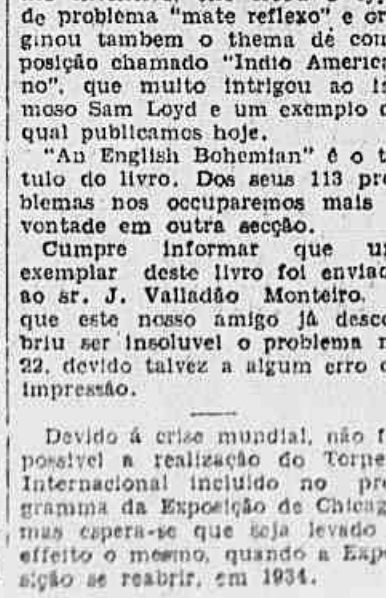 de problema "mate reflexo" e or
ginou tambem o thema de com
posição chamado "Indio America
no", que muito intrigou ao fa
moso Sam Loyd e um exemplo d
qual publicamos hoje.
"An English Bohemian" é o t
tulo do livro. Dos seus 113 pro
blemas nos occuparemos mais
vontade em outra secção.
Cumpre informar que u
exemplar deste livro foi enviad
ao sr. J. Valladão Monteiro,
que este nosso amigo já desco
briu ser insoluvel o problema n
22, devido talvez a algum erro d
impressão.
Devido á crise mundial, não f
possivel a realização do Torne
Internacional incluido no pro
gramma da Exposição de Chicag
mas espera-se que seja levado
effeito o mesmo, quando a Expo
sição se reabrir, em 1934.